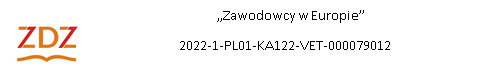 „Zawodowcy w Europie”
ZDZ
2022-1-PL01-KA122-VET-000079012